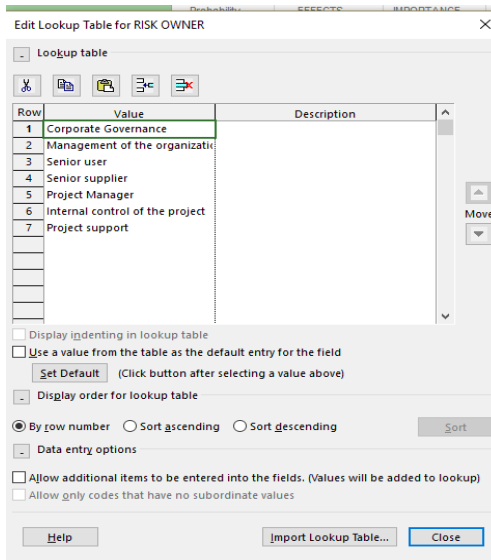 Probability EFFECTS IMPORTANCE
Edit Lookup Table for RISK OWNER
- Lookup table
Row Value Description
1 Corporate Governance
2 Management of the organizatic
3 Senior user
4 Senior supplier
5 Project Manager
6 Internal control of the project
7 Project support
Move
Display indenting in lookup table
Use a value from the table as the default entry for the field
Set Default (Click button after selecting a value above)
- Display order for lookup table
By row number Sort ascending Sort descending Sort
- Data entry options
Allow additional items to be entered into the fields. (Values will be added to lookup)
Allow only codes that have no subordinate values
Help Import Lookup Table... Close